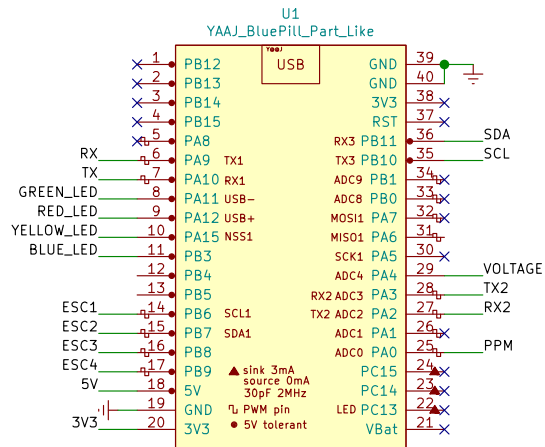 U1
YAAJ_BluePill_Part_Like
YAAJ
USB
1 PB12
2 PB13
3 PB14
4 PB15
5 PA8
RX 6 PA9 TX1
TX 7 PA10 RX1
GREEN_LED 8 PA11 USB-
RED_LED 9 PA12 USB+
YELLOW_LED 10 PA15 NSS1
BLUE_LED 11 PB3
12 PB4
13 PB5
ESC1 14 PB6 SCL1
ESC2 15 PB7 SDA1
ESC3 16 PB8
ESC4 17 PB9
5V 18 5V
19 GND
3V3 20 3V3
GND 39
GND 40
3V3 38
RST 37
RX3 PB11 36 SDA
TX3 PB10 35 SCL
ADC9 PB1 34
ADC8 PB0 33
MOSI1 PA7 32
MISO1 PA6 31
SCK1 PA5 30
ADC4 PA4 29 VOLTAGE
RX2 ADC3 PA3 28 TX2
TX2 ADC2 PA2 27 RX2
ADC1 PA1 26
ADC0 PA0 25 PPM
PC15 24
PC14 23
LED PC13 22
VBat 21
sink 3mA
source 0mA
30pF 2MHz
PWM pin
5V tolerant